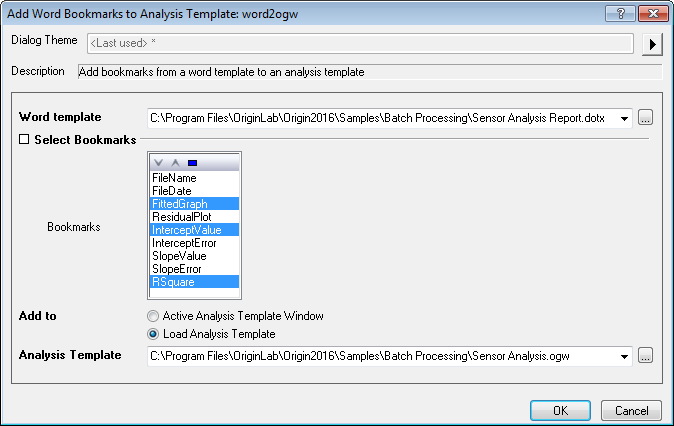 Add Word Bookmarks to Analysis Template: word2ogw
?
Dialog Theme
<Last used> *
Description
Add bookmarks from a word template to an analysis template
Word template
C:\Program Files\OriginLab\Origin2016\Samples\Batch Processing\Sensor Analysis Report.dotx
...
Select Bookmarks
Bookmarks
FileName
FileDate
FittedGraph
ResidualPlot
InterceptValue
InterceptError
SlopeValue
SlopeError
RSquare
Add to
Active Analysis Template Window
Load Analysis Template
Analysis Template
C:\Program Files\OriginLab\Origin2016\Samples\Batch Processing\Sensor Analysis.ogw
...
OK
Cancel